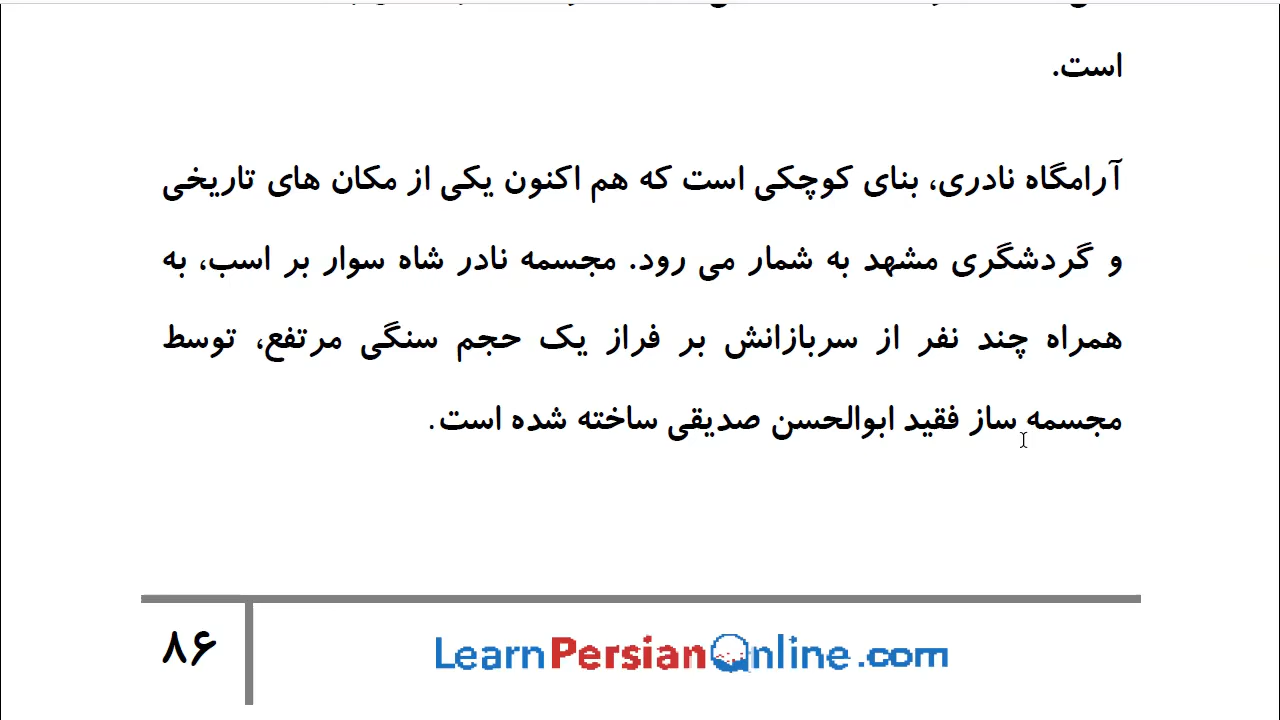 است.
آرامگاه نادری، بنای کوچکی است که هم اکنون یکی از مکان های تاریخی
و گردشگری مشهد به شمار می رود. مجسمه نادر شاه سوار بر اسب، به
همراه چند نفر از سربازانش بر فراز یک حجم سنگی مرتفع، توسط
مجسمه ساز فقید ابوالحسن صدیقی ساخته شده است.
۸۶
LearnPersianOnline.com